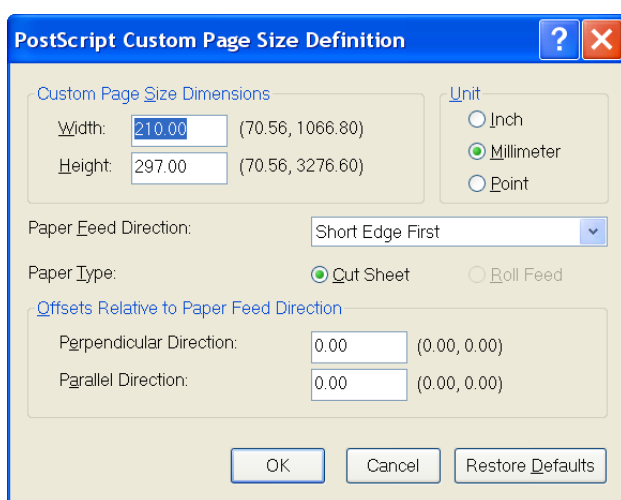 PostScript Custom Page Size Definition
Custom Page Size Dimensions
Unit
Width: 210.00 (70.56, 1066.80)
Inch
Height: 297.00 (70.56, 3276.60)
Millimeter
Point
Paper Feed Direction: Short Edge First
Paper Type: Cut Sheet Roll Feed
Offsets Relative to Paper Feed Direction
Perpendicular Direction: 0.00 (0.00, 0.00)
Parallel Direction: 0.00 (0.00, 0.00)
OK Cancel Restore Defaults